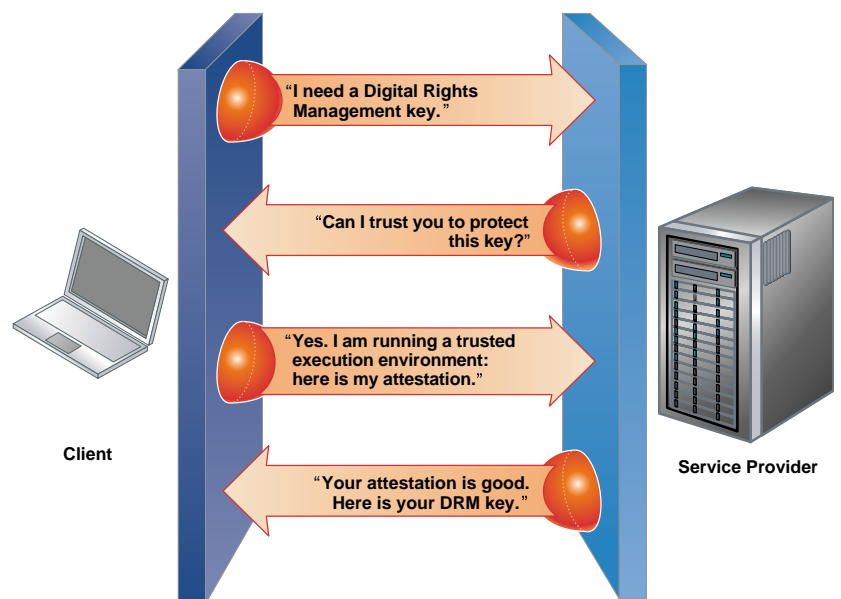 “I need a Digital Rights
Management key.”
“Can I trust you to protect
this key?”
“Yes. I am running a trusted
execution environment:
here is my attestation.”
Client
Service Provider
“Your attestation is good.
Here is your DRM key.”